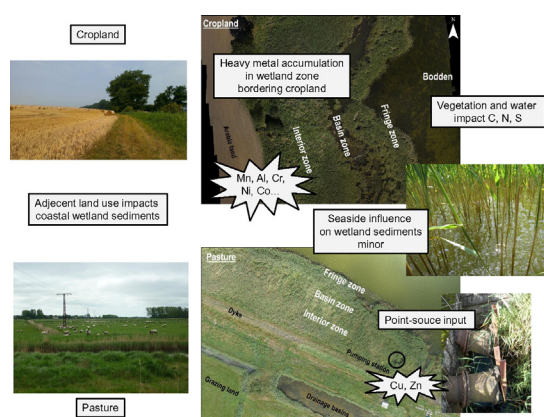 Cropland
Cropland
N
Heavy metal accumulation
in wetland zone
bordering cropland
Bodden
Vegetation and water
impact C, N, S
Arable land
Interior zone
Basin zone
Fringe zone
Mn, Al, Cr,
Ni, Co...
Adjecent land use impacts
coastal wetland sediments
Seaside influence
on wetland sediments
minor
Pasture
Fringe zone
Basin zone
Interior zone
Dyke
Point-souce input
Pumping station
Cu, Zn
Grazing land
Drainage basins
Pasture